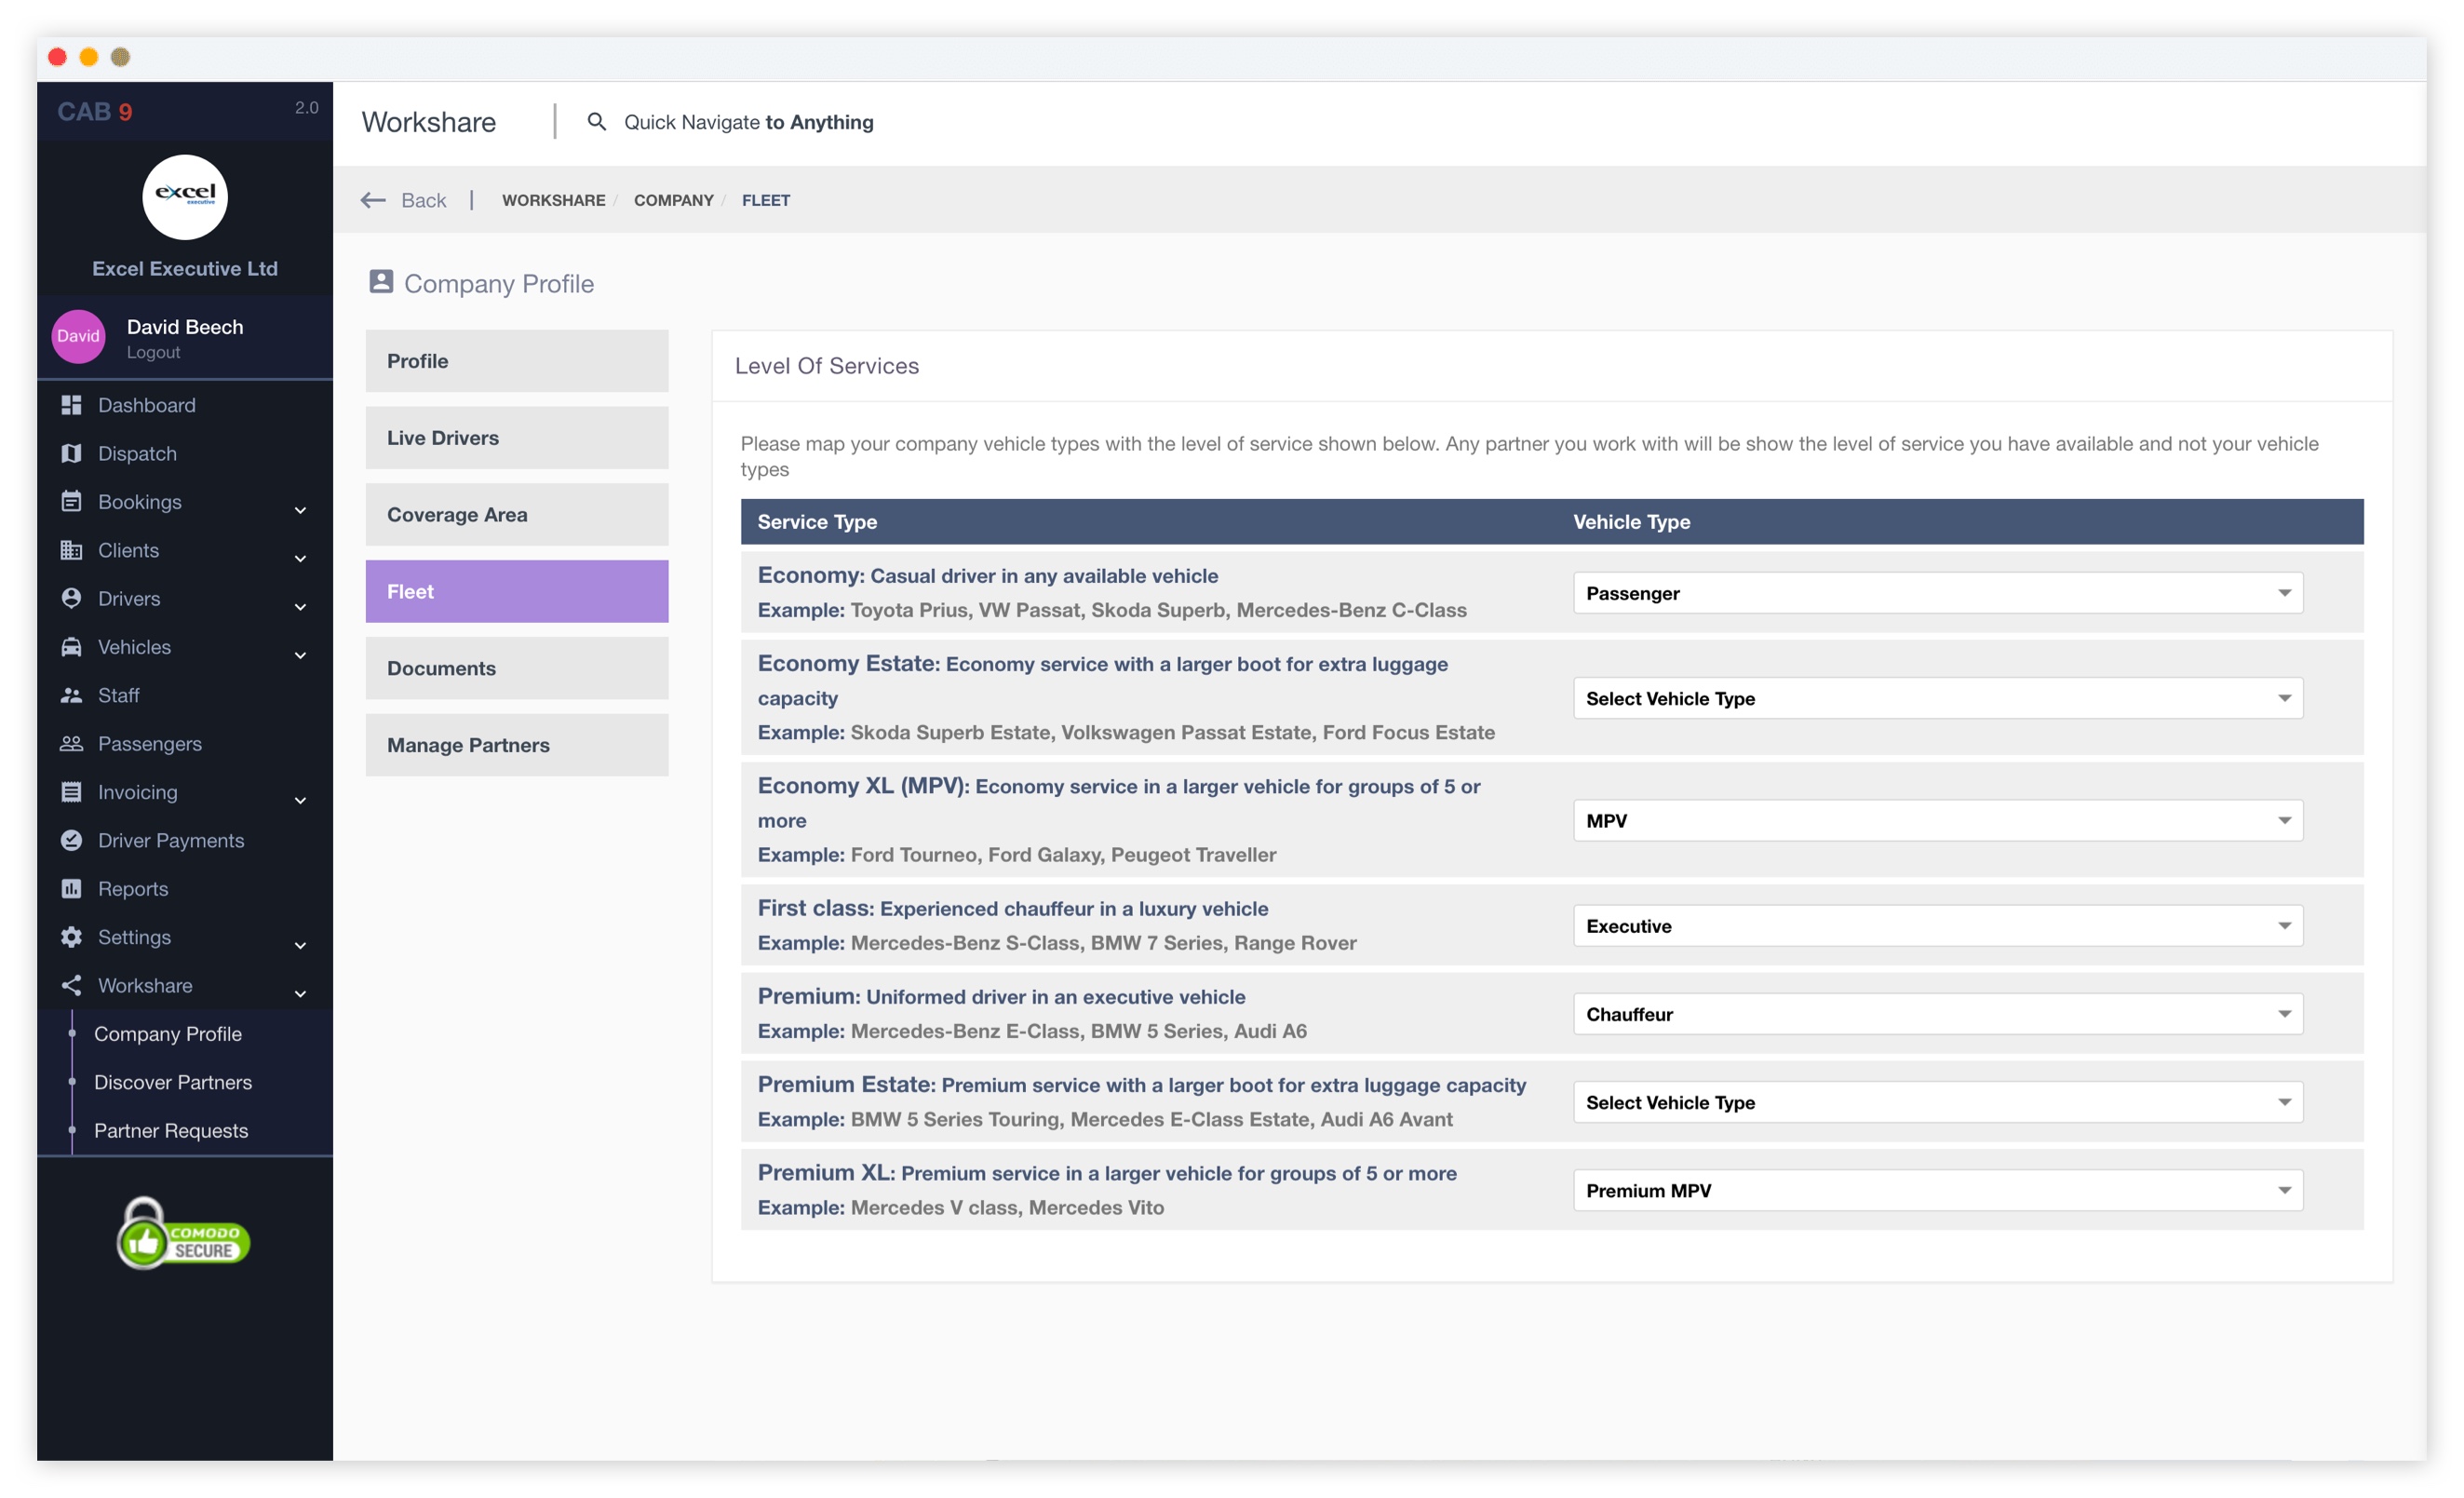 CAB 9
2.0
excel
executive
Excel Executive Ltd
David
David Beech
Logout
Dashboard
Dispatch
Bookings
Clients
Drivers
Vehicles
Staff
Passengers
Invoicing
Driver Payments
Reports
Settings
Workshare
Company Profile
Discover Partners
Partner Requests
COMODO
SECURE
Workshare
Quick Navigate to Anything
Back
WORKSHARE / COMPANY / FLEET
Company Profile
Profile
Live Drivers
Coverage Area
Fleet
Documents
Manage Partners
Level Of Services
Please map your company vehicle types with the level of service shown below. Any partner you work with will be show the level of service you have available and not your vehicle
types
Service Type
Vehicle Type
Economy: Casual driver in any available vehicle
Example: Toyota Prius, VW Passat, Skoda Superb, Mercedes-Benz C-Class
Passenger
Economy Estate: Economy service with a larger boot for extra luggage
capacity
Example: Skoda Superb Estate, Volkswagen Passat Estate, Ford Focus Estate
Select Vehicle Type
Economy XL (MPV): Economy service in a larger vehicle for groups of 5 or
more
Example: Ford Tourneo, Ford Galaxy, Peugeot Traveller
MPV
First class: Experienced chauffeur in a luxury vehicle
Example: Mercedes-Benz S-Class, BMW 7 Series, Range Rover
Executive
Premium: Uniformed driver in an executive vehicle
Example: Mercedes-Benz E-Class, BMW 5 Series, Audi A6
Chauffeur
Premium Estate: Premium service with a larger boot for extra luggage capacity
Example: BMW 5 Series Touring, Mercedes E-Class Estate, Audi A6 Avant
Select Vehicle Type
Premium XL: Premium service in a larger vehicle for groups of 5 or more
Example: Mercedes V class, Mercedes Vito
Premium MPV